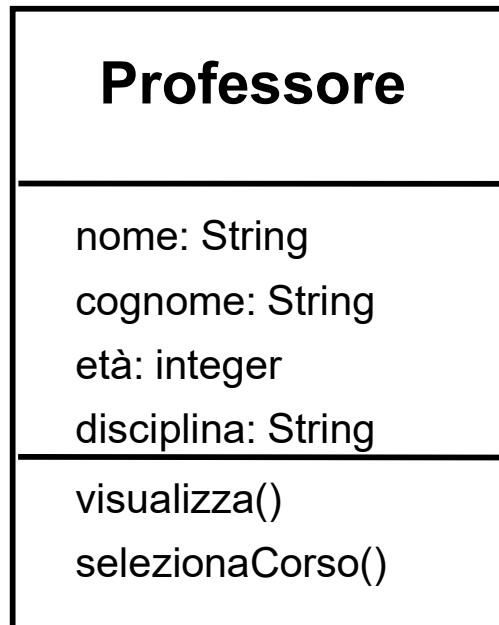 Professore
nome: String
cognome: String
età: integer
disciplina: String
visualizza()
selezionaCorso()